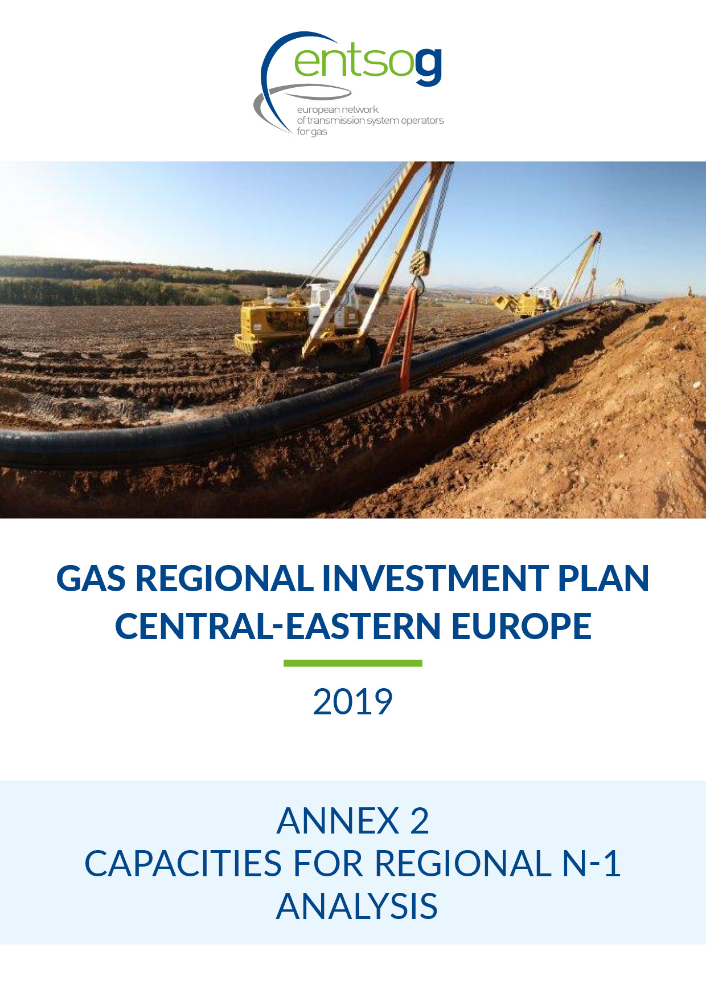 entsog
european network
of transmission system operators
for gas
GAS REGIONAL INVESTMENT PLAN
CENTRAL-EASTERN EUROPE
2019
ANNEX 2
CAPACITIES FOR REGIONAL N-1
ANALYSIS